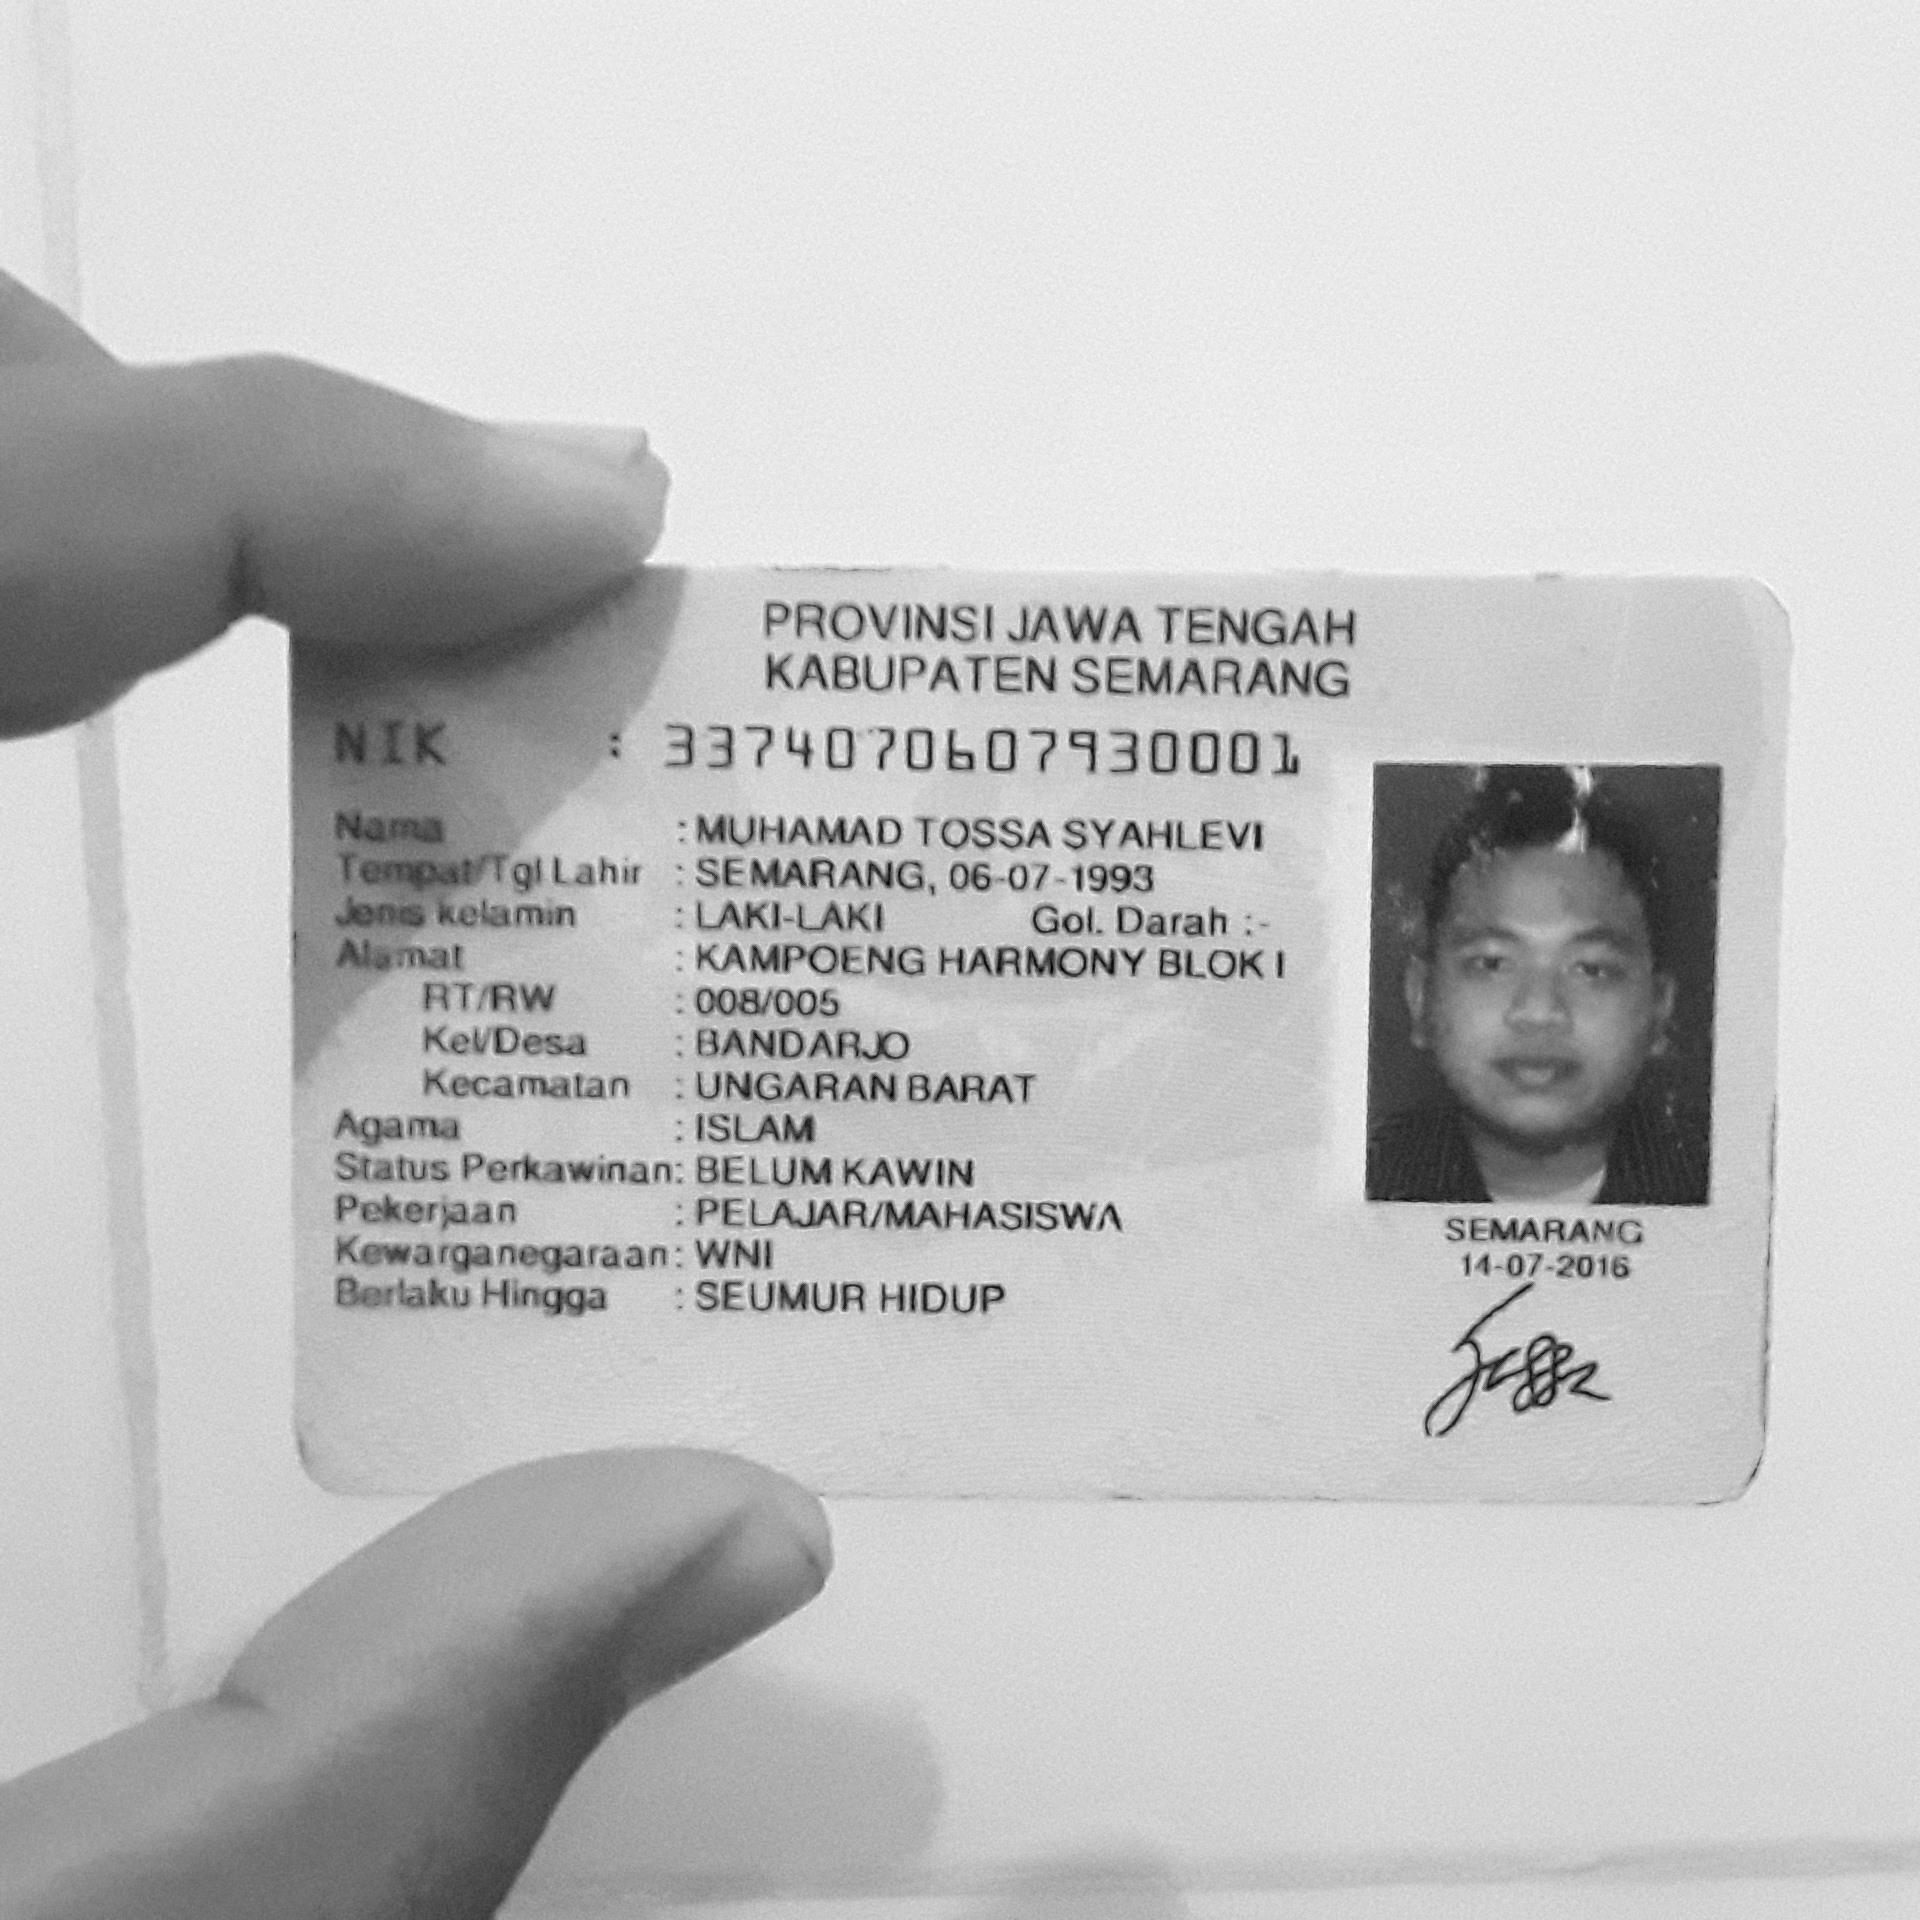 PROVINSI JAWA TENGAH
KABUPATEN SEMARANG
NIK : 3374070607930001
Nama : MUHAMAD TOSSA SYAHLEVI
Tempat/Tgl Lahir : SEMARANG, 06-07-1993
Jenis kelamin : LAKI-LAKI Gol. Darah :-
Alamat : KAMPOENG HARMONY BLOK I
RT/RW : 008/005
Kel/Desa : BANDARJO
Kecamatan : UNGARAN BARAT
Agama : ISLAM
Status Perkawinan: BELUM KAWIN
Pekerjaan : PELAJAR/MAHASISWA
Kewarganegaraan: WNI
Berlaku Hingga : SEUMUR HIDUP
SEMARANG
14-07-2016